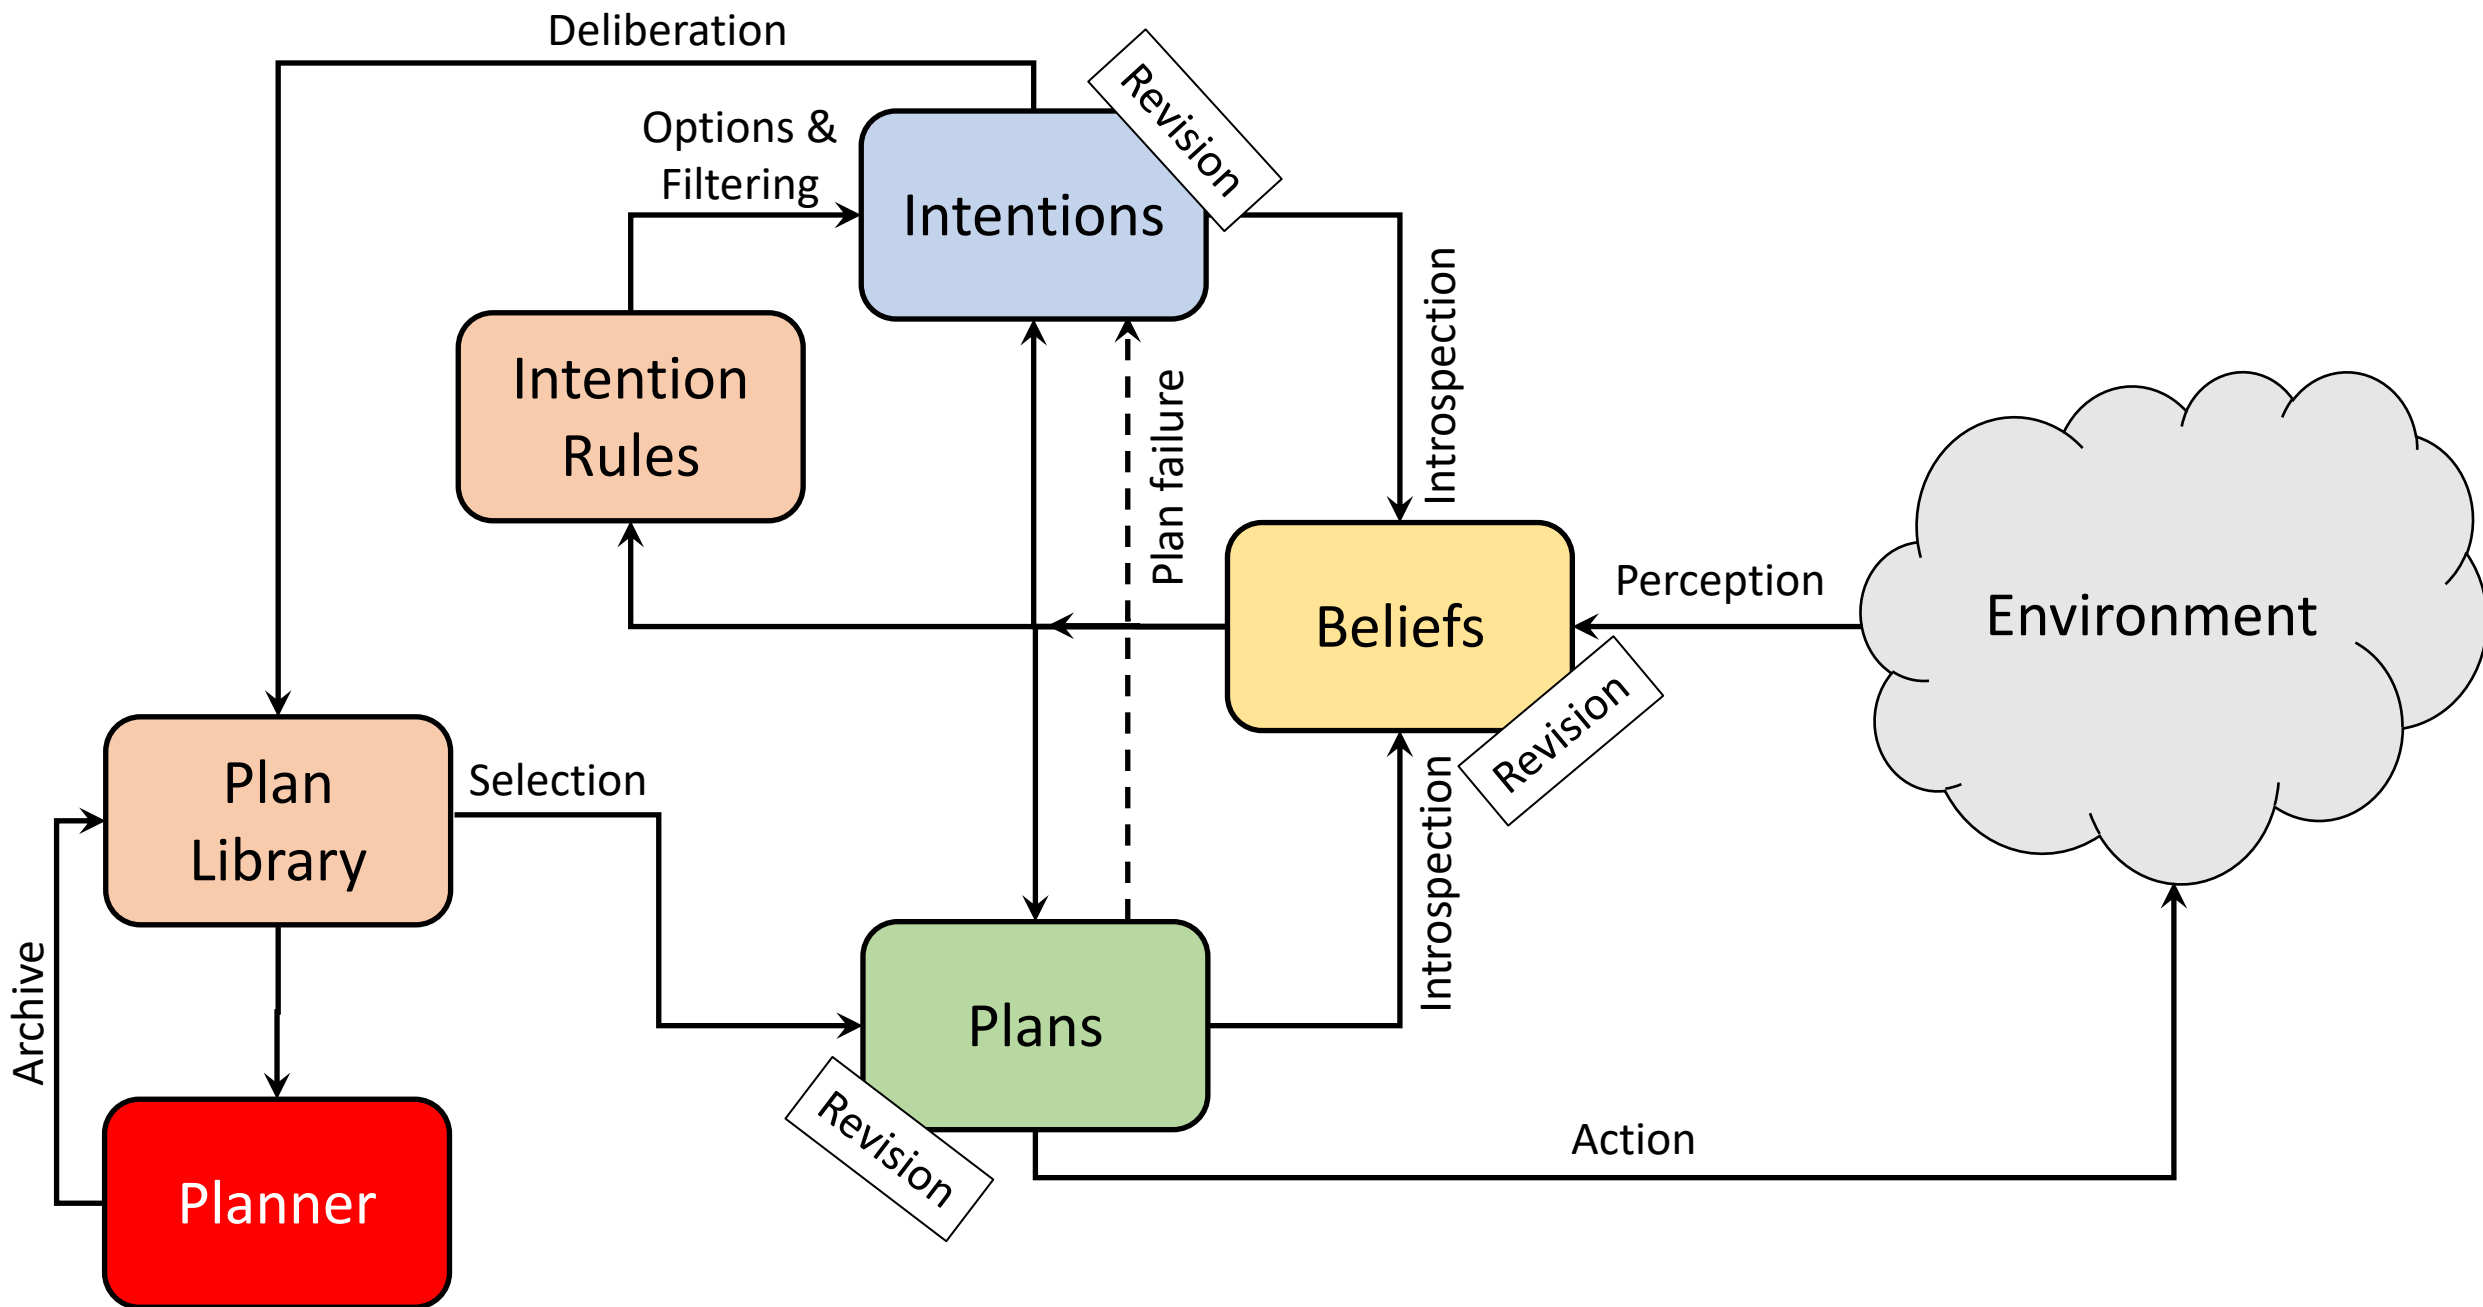 Deliberation
Revision
Options &
Filtering
Intentions
Introspection
Intention
Rules
Plan failure
Perception
Environment
Beliefs
Revision
Plan
Library
Selection
Introspection
Archive
Plans
Revision
Action
Planner